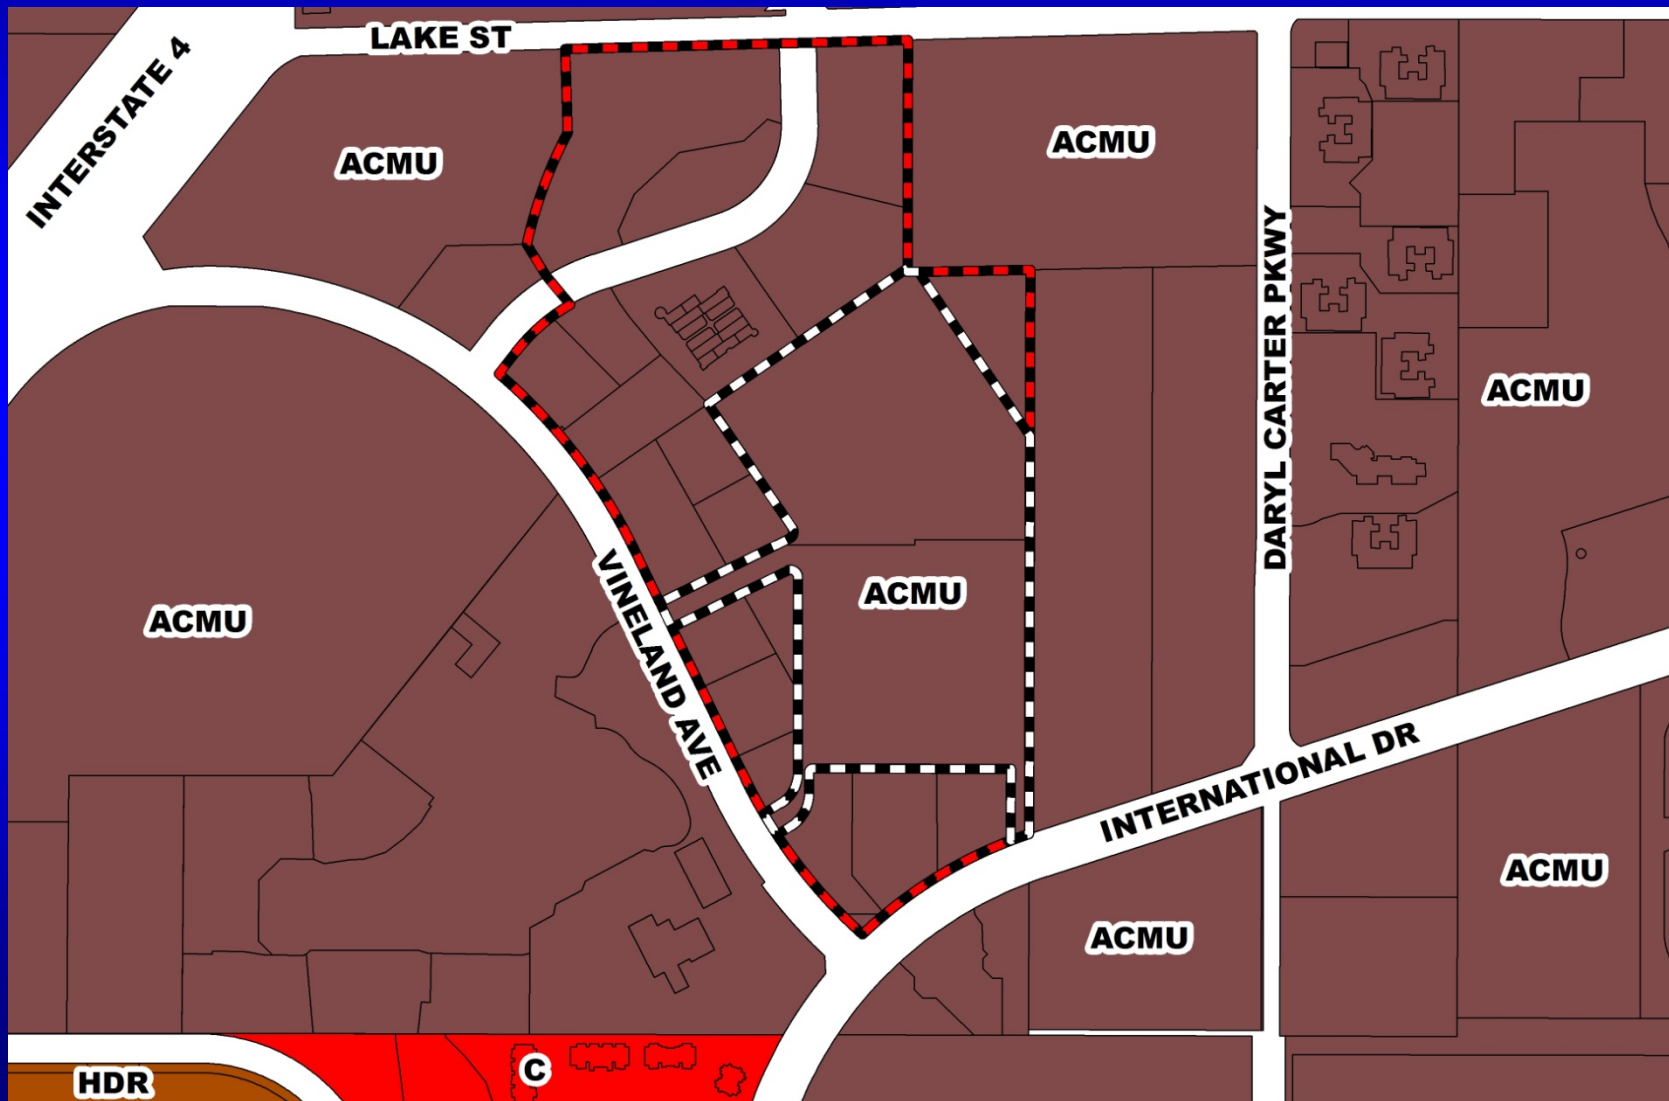 LAKE ST
INTERSTATE 4
ACMU
ACMU
DARYL CARTER PKWY
ACMU
ACMU
ACMU
VINELAND AVE
INTERNATIONAL DR
ACMU
ACMU
C
HDR